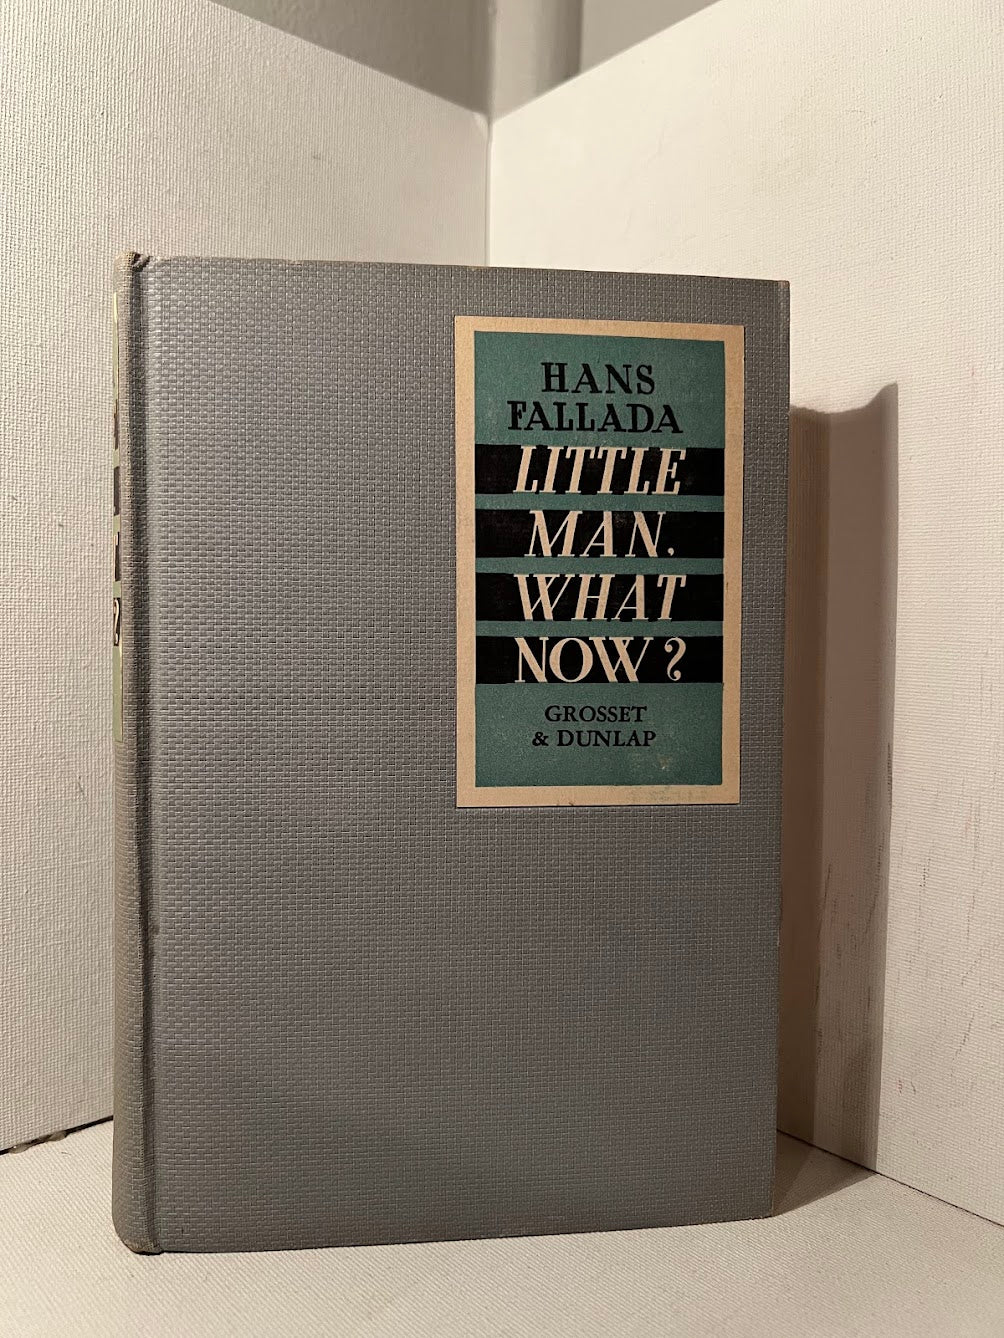 HANS
FALLADA
LITTLE
MAN.
WHAT
NOW?
GROSSET
& DUNLAP
?